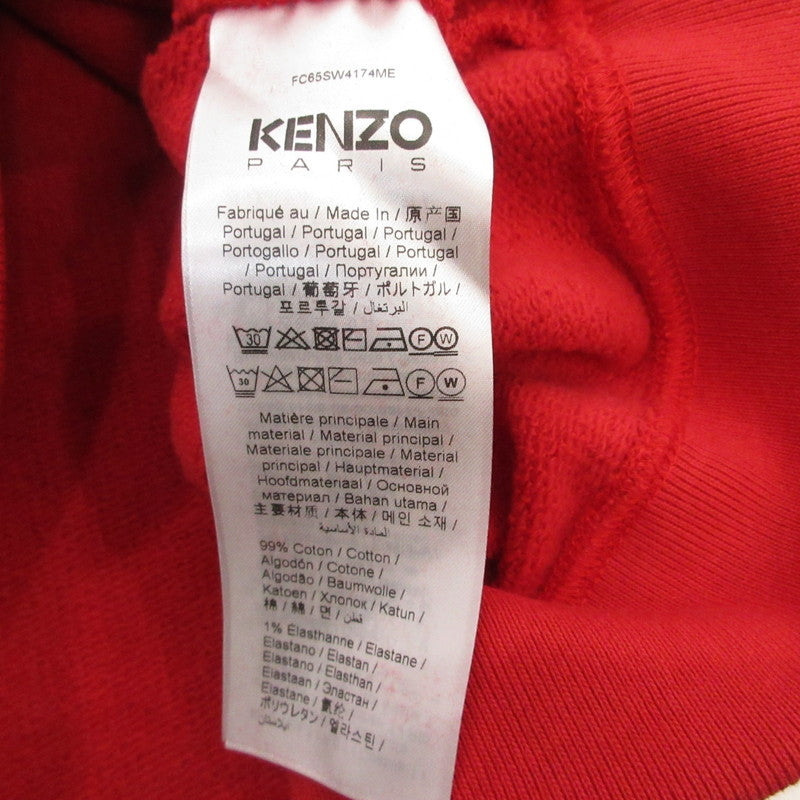 FC65SW4174ME
KENZO
PARIS
Fabriqué au / Made In / 原产国
Portugal / Portugal / Portugal /
Portogallo / Portugal / Portugal
/ Portugal / Португалии /
Portugal / 葡萄牙 / ポルトガル /
포르투갈 / البرتغال /
30 F W
30 F W
Matière principale / Main
material / Material principal /
Materiale principale / Material
principal / Hauptmaterial /
Hoofdmateriaal / Основной
материал / Bahan utama /
主要材质 / 本体 / 메인 소재 /
المادة الأساسية /
99% Coton / Cotton /
Algodón / Cotone /
Algodão / Baumwolle /
Katoen / Хлопок / Katun /
棉 / 綿 / 면 / قطن /
1% Élasthanne / Elastane /
Elastano / Elastan /
Elastano / Elasthan /
Elastaan / Эластан /
Elastane / 氨纶 /
ポリウレタン / 엘라스틴 /
إيلاستان /